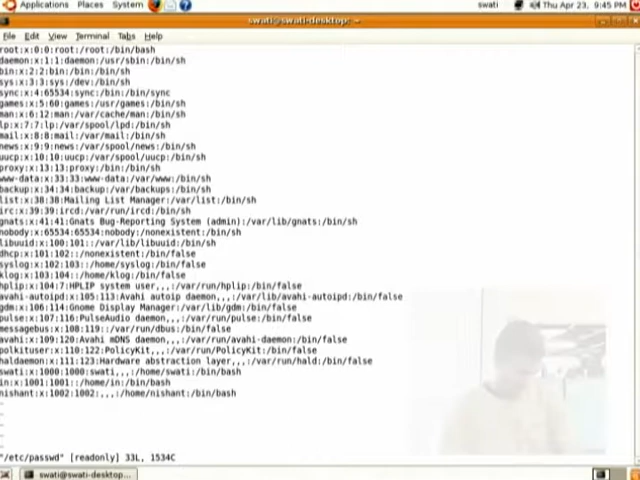 Applications Places System swati Thu Apr 23, 9:45 PM
swati@swati-desktop: ~
File Edit View Terminal Tabs Help
root:x:0:0:root:/root:/bin/bash
daemon:x:1:1:daemon:/usr/sbin:/bin/sh
bin:x:2:2:bin:/bin:/bin/sh
sys:x:3:3:sys:/dev:/bin/sh
sync:x:4:65534:sync:/bin:/bin/sync
games:x:5:60:games:/usr/games:/bin/sh
man:x:6:12:man:/var/cache/man:/bin/sh
lp:x:7:7:lp:/var/spool/lpd:/bin/sh
mail:x:8:8:mail:/var/mail:/bin/sh
news:x:9:9:news:/var/spool/news:/bin/sh
uucp:x:10:10:uucp:/var/spool/uucp:/bin/sh
proxy:x:13:13:proxy:/bin:/bin/sh
www-data:x:33:33:www-data:/var/www:/bin/sh
backup:x:34:34:backup:/var/backups:/bin/sh
list:x:38:38:Mailing List Manager:/var/list:/bin/sh
irc:x:39:39:ircd:/var/run/ircd:/bin/sh
gnats:x:41:41:Gnats Bug-Reporting System (admin):/var/lib/gnats:/bin/sh
nobody:x:65534:65534:nobody:/nonexistent:/bin/sh
libuuid:x:100:101::/var/lib/libuuid:/bin/sh
dhcp:x:101:102::/nonexistent:/bin/false
syslog:x:102:103::/home/syslog:/bin/false
klog:x:103:104::/home/klog:/bin/false
hplip:x:104:7:HPLIP system user,,,:/var/run/hplip:/bin/false
avahi-autoipd:x:105:113:Avahi autoip daemon,,,:/var/lib/avahi-autoipd:/bin/false
gdm:x:106:114:Gnome Display Manager:/var/lib/gdm:/bin/false
pulse:x:107:116:PulseAudio daemon,,,:/var/run/pulse:/bin/false
messagebus:x:108:119::/var/run/dbus:/bin/false
avahi:x:109:120:Avahi mDNS daemon,,,:/var/run/avahi-daemon:/bin/false
polkituser:x:110:122:PolicyKit,,,:/var/run/PolicyKit:/bin/false
haldaemon:x:111:123:Hardware abstraction layer,,,:/var/run/hald:/bin/false
swati:x:1000:1000:swati,,,:/home/swati:/bin/bash
in:x:1001:1001::/home/in:/bin/bash
nishant:x:1002:1002:,,,:/home/nishant:/bin/bash
~
~
~
~
"/etc/passwd" [readonly] 33L, 1534C
swati@swati-desktop...